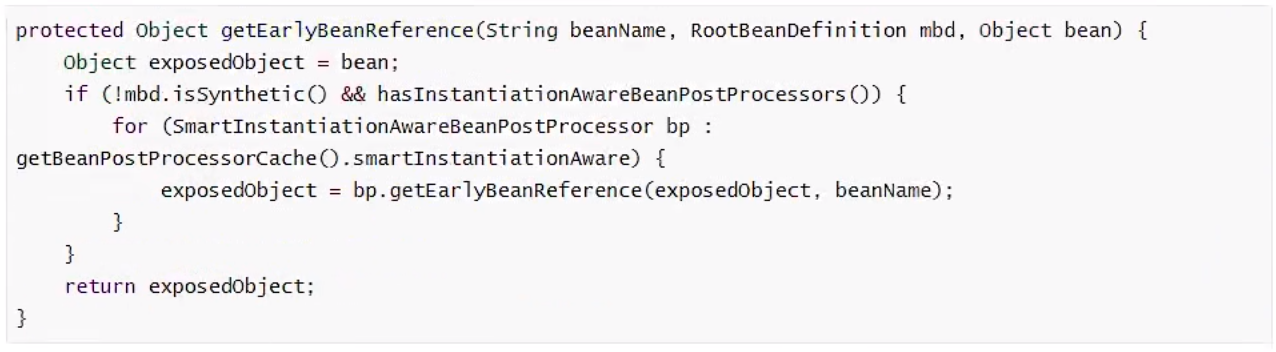 protected Object getEarlyBeanReference(String beanName, RootBeanDefinition mbd, Object bean) {
    Object exposedObject = bean;
    if (!mbd.isSynthetic() && hasInstantiationAwareBeanPostProcessors()) {
        for (SmartInstantiationAwareBeanPostProcessor bp :
getBeanPostProcessorCache().smartInstantiationAware) {
            exposedObject = bp.getEarlyBeanReference(exposedObject, beanName);
        }
    }
    return exposedObject;
}